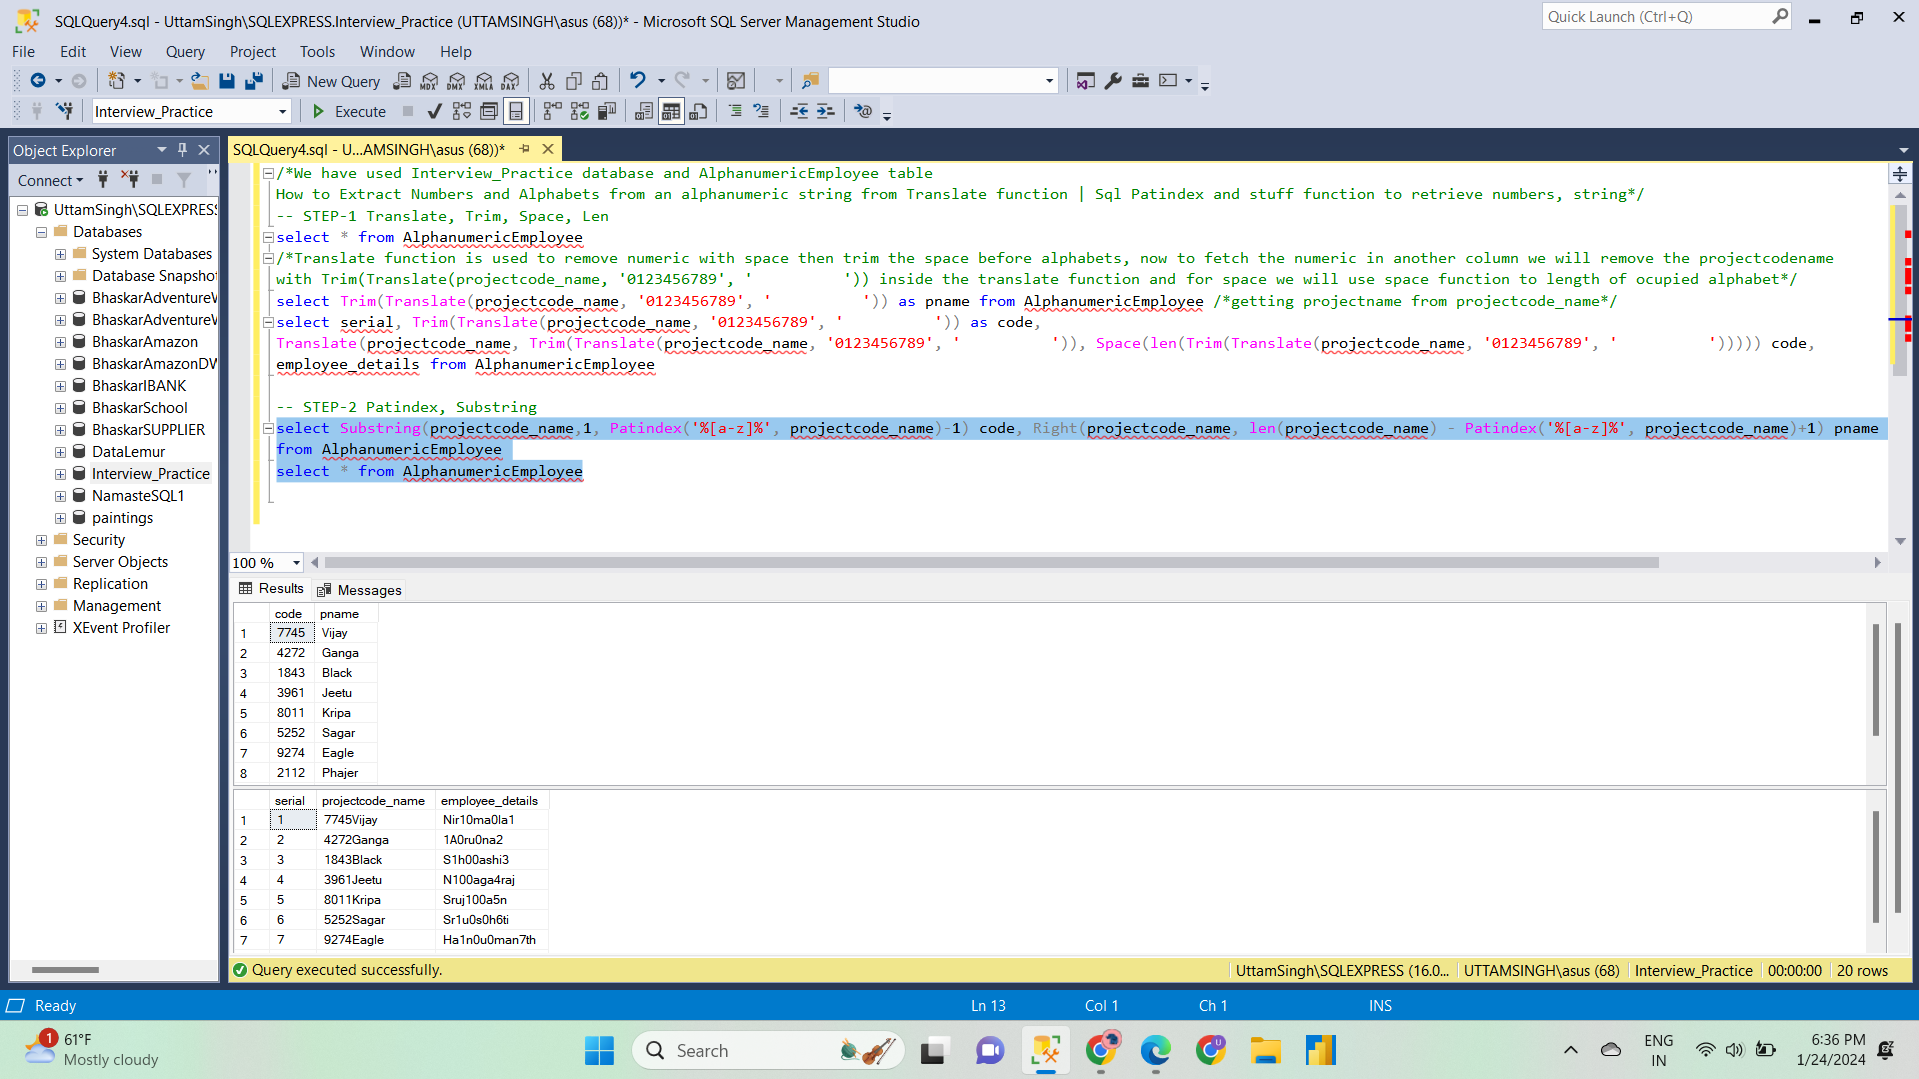 SQLQuery4.sql - UttamSingh\SQLEXPRESS.Interview_Practice (UTTAMSINGH\asus (68))* - Microsoft SQL Server Management Studio
Quick Launch (Ctrl+Q)
File Edit View Query Project Tools Window Help
New Query MDX DMX XMLA DAX
Interview_Practice Execute
Object Explorer
SQLQuery4.sql - U...AMSINGH\asus (68))*
Connect
UttamSingh\SQLEXPRESS
Databases
System Databases
Database Snapshot
BhaskarAdventureW
BhaskarAdventureW
BhaskarAmazon
BhaskarAmazonDW
BhaskarIBANK
BhaskarSchool
BhaskarSUPPLIER
DataLemur
Interview_Practice
NamasteSQL1
paintings
Security
Server Objects
Replication
Management
XEvent Profiler
/*We have used Interview_Practice database and AlphanumericEmployee table
How to Extract Numbers and Alphabets from an alphanumeric string from Translate function | Sql Patindex and stuff function to retrieve numbers, string*/
-- STEP-1 Translate, Trim, Space, Len
select * from AlphanumericEmployee
/*Translate function is used to remove numeric with space then trim the space before alphabets, now to fetch the numeric in another column we will remove the projectcodename
with Trim(Translate(projectcode_name, '0123456789', '          ')) inside the translate function and for space we will use space function to length of ocupied alphabet*/
select Trim(Translate(projectcode_name, '0123456789', '          ')) as pname from AlphanumericEmployee /*getting projectname from projectcode_name*/
select serial, Trim(Translate(projectcode_name, '0123456789', '          ')) as code,
Translate(projectcode_name, Trim(Translate(projectcode_name, '0123456789', '          ')), Space(len(Trim(Translate(projectcode_name, '0123456789', '          '))))) code,
employee_details from AlphanumericEmployee
-- STEP-2 Patindex, Substring
select Substring(projectcode_name,1, Patindex('%[a-z]%', projectcode_name)-1) code, Right(projectcode_name, len(projectcode_name) - Patindex('%[a-z]%', projectcode_name)+1) pname
from AlphanumericEmployee
select * from AlphanumericEmployee
100 %
Results Messages
code pname
1 7745 Vijay
2 4272 Ganga
3 1843 Black
4 3961 Jeetu
5 8011 Kripa
6 5252 Sagar
7 9274 Eagle
8 2112 Phajer
serial projectcode_name employee_details
1 1 7745Vijay Nir10ma0la1
2 2 4272Ganga 1A0ru0na2
3 3 1843Black S1h00ashi3
4 4 3961Jeetu N100aga4raj
5 5 8011Kripa Sruj100a5n
6 6 5252Sagar Sr1u0s0h6ti
7 7 9274Eagle Ha1n0u0man7th
Query executed successfully. UttamSingh\SQLEXPRESS (16.0... UTTAMSINGH\asus (68) Interview_Practice 00:00:00 20 rows
Ready Ln 13 Col 1 Ch 1 INS
1 61°F
Mostly cloudy
Search
ENG
IN
6:36 PM
1/24/2024